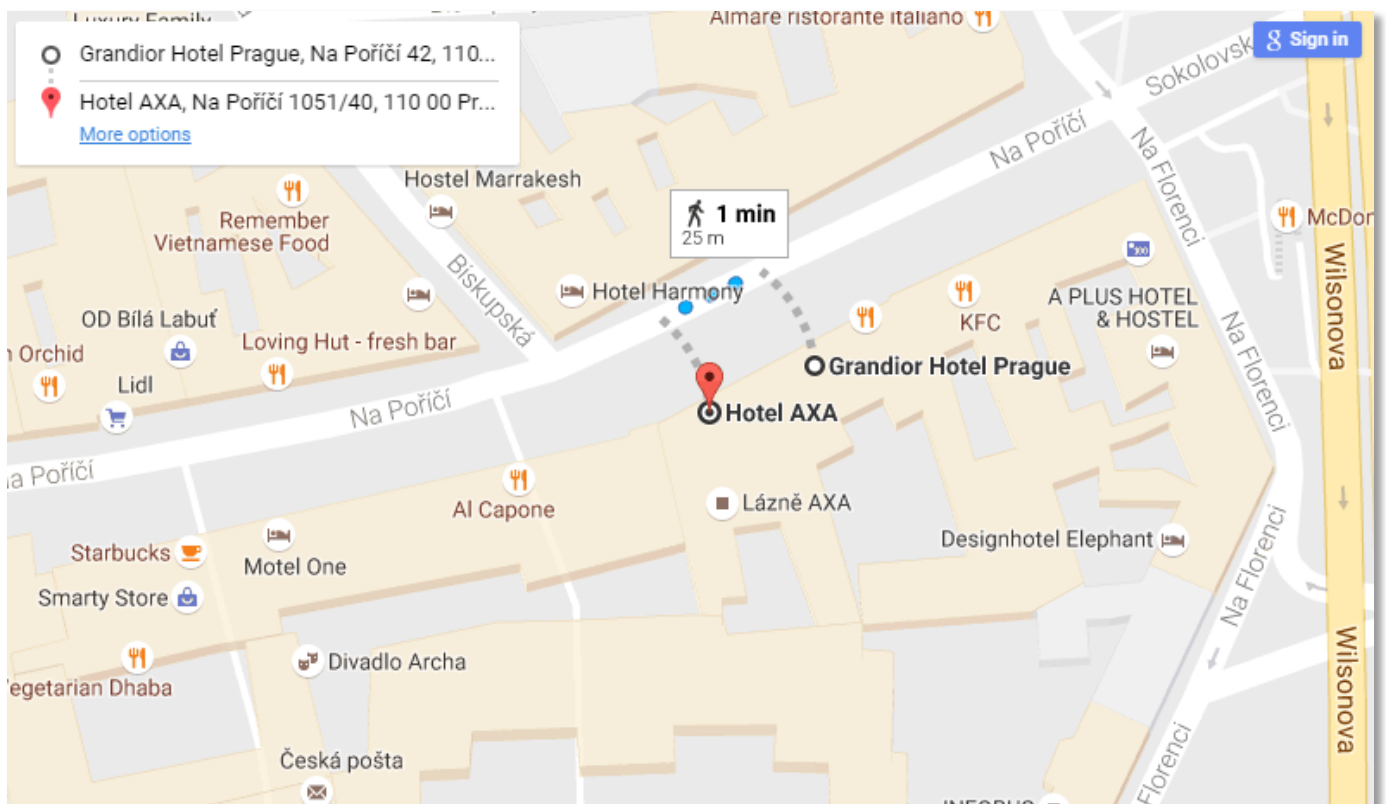 Luxury Family
Almare ristorante italiano
Grandior Hotel Prague, Na Poříčí 42, 110...
Hotel AXA, Na Poříčí 1051/40, 110 00 Pr...
More options
g Sign in
Sokolovsk
Na Poříčí
Na Florenci
Hostel Marrakesh
Remember
Vietnamese Food
1 min
25 m
McDor
Wilsonova
Biskupská
Hotel Harmony
A PLUS HOTEL
& HOSTEL
KFC
OD Bílá Labuť
Loving Hut - fresh bar
n Orchid
Na Florenci
Grandior Hotel Prague
Lidl
Hotel AXA
Na Poříčí
a Poříčí
Al Capone
Lázně AXA
Designhotel Elephant
Na Florenci
Starbucks
Motel One
Smarty Store
Wilsonova
Divadlo Archa
egetarian Dhaba
Česká pošta
Florenci